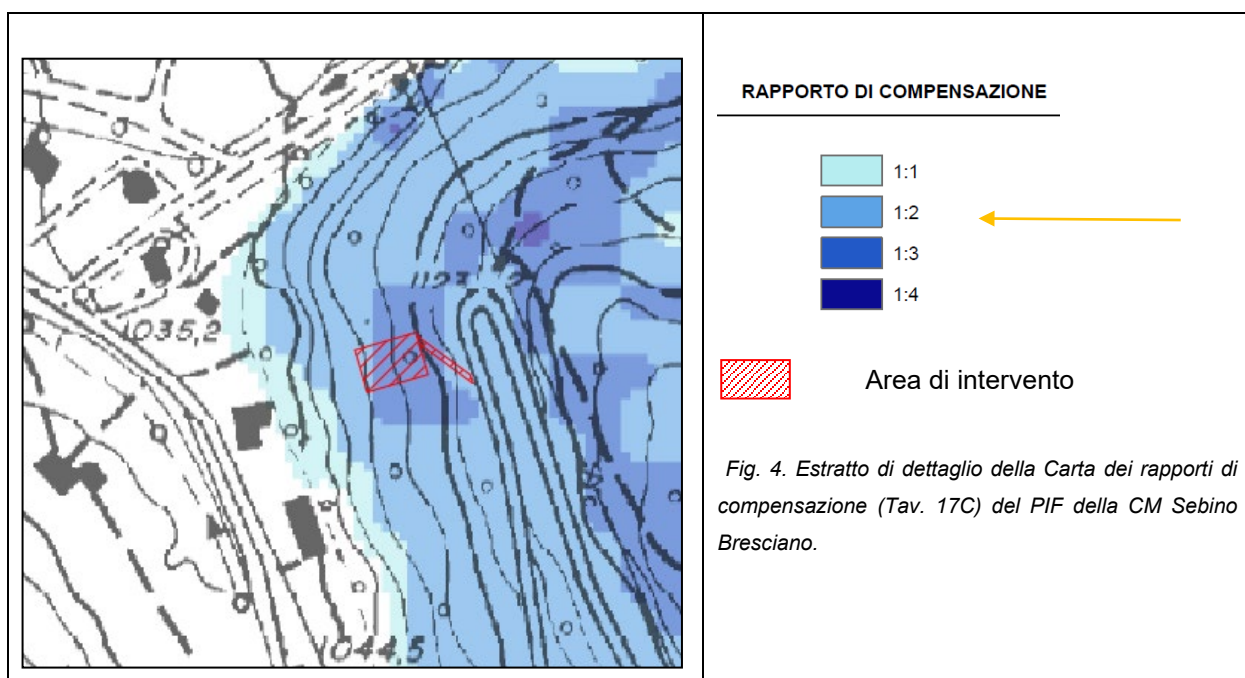 RAPPORTO DI COMPENSAZIONE
1:1
1:2
1:3
1:4
Area di intervento
Fig. 4. Estratto di dettaglio della Carta dei rapporti di
compensazione (Tav. 17C) del PIF della CM Sebino
Bresciano.
1035,2
1044,5